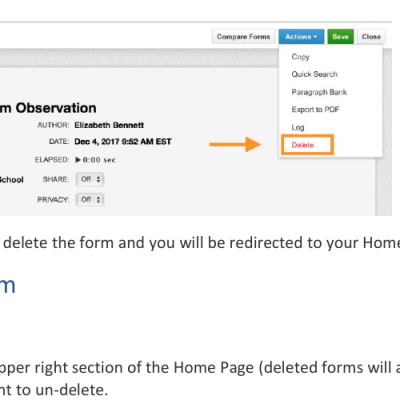 Compare Forms Actions Save Close
Copy
Quick Search
Paragraph Bank
Export to PDF
Log
Delete
m Observation
AUTHOR: Elizabeth Bennett
DATE: Dec 4, 2017 9:52 AM EST
ELAPSED: 0:00 sec
School SHARE: Off
PRIVACY: Off
delete the form and you will be redirected to your Home
m
pper right section of the Home Page (deleted forms will a
nt to un-delete.